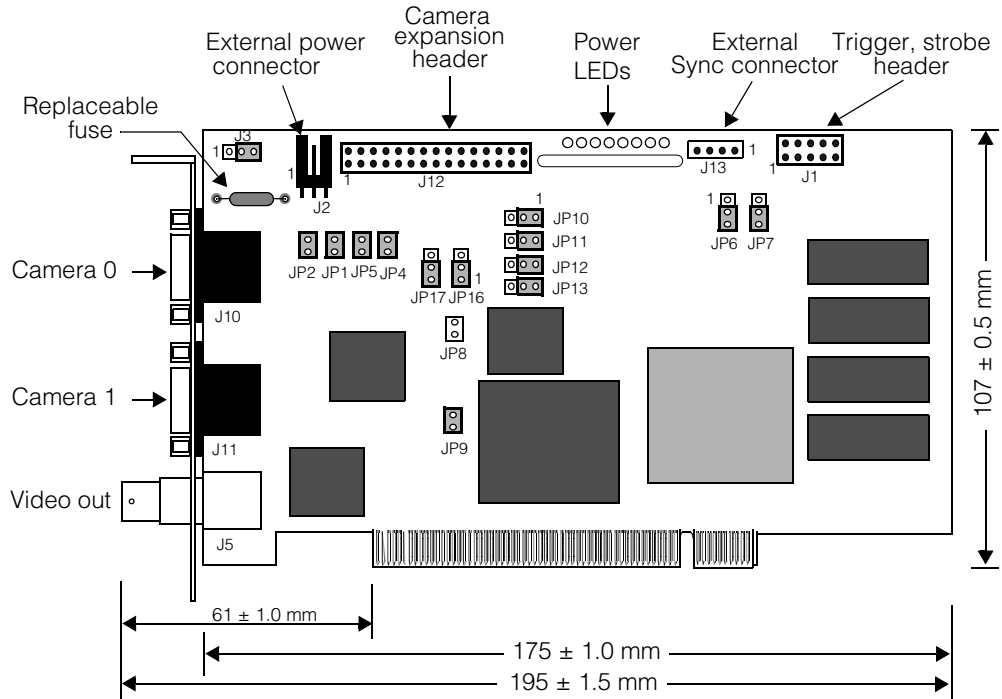 External power
connector
Camera
expansion
header
Power
LEDs
External
Sync connector
Trigger, strobe
header
Replaceable
fuse
J3
1
1
J2
1
J12
J13
1
1
J1
1
JP10
JP11
JP12
JP13
1
JP6
JP7
JP2
JP1
JP5
JP4
JP17
JP16
1
JP8
JP9
Camera 0
J10
Camera 1
J11
Video out
J5
107 ± 0.5 mm
61 ± 1.0 mm
175 ± 1.0 mm
195 ± 1.5 mm